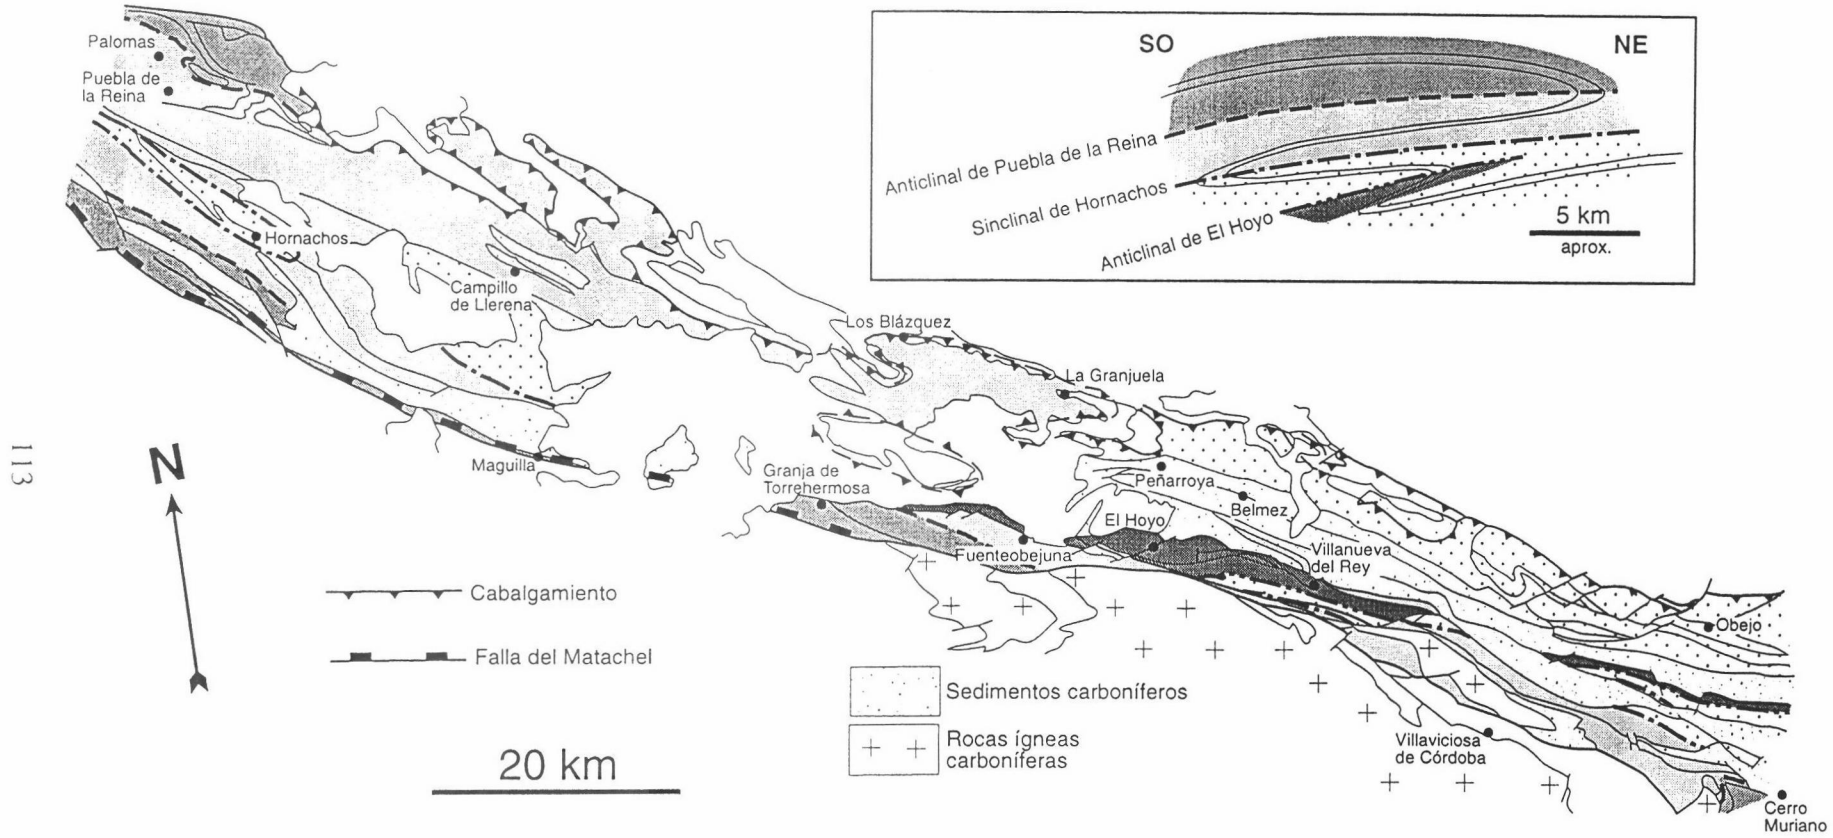 Palomas
Puebla de
la Reina
SO
NE
Anticlinal de Puebla de la Reina
Sinclinal de Hornachos
Anticlinal de El Hoyo
5 km
aprox.
Hornachos
Campillo
de Llerena
Los Blázquez
La Granjuela
Maguilla
Granja de
Torrehermosa
Peñarroya
Belmez
El Hoyo
Fuenteobejuna
Villanueva
del Rey
Obejo
Villaviciosa
de Córdoba
Cerro
Muriano
N
113
Cabalgamiento
Falla del Matachel
20 km
Sedimentos carboníferos
Rocas ígneas
carboníferas